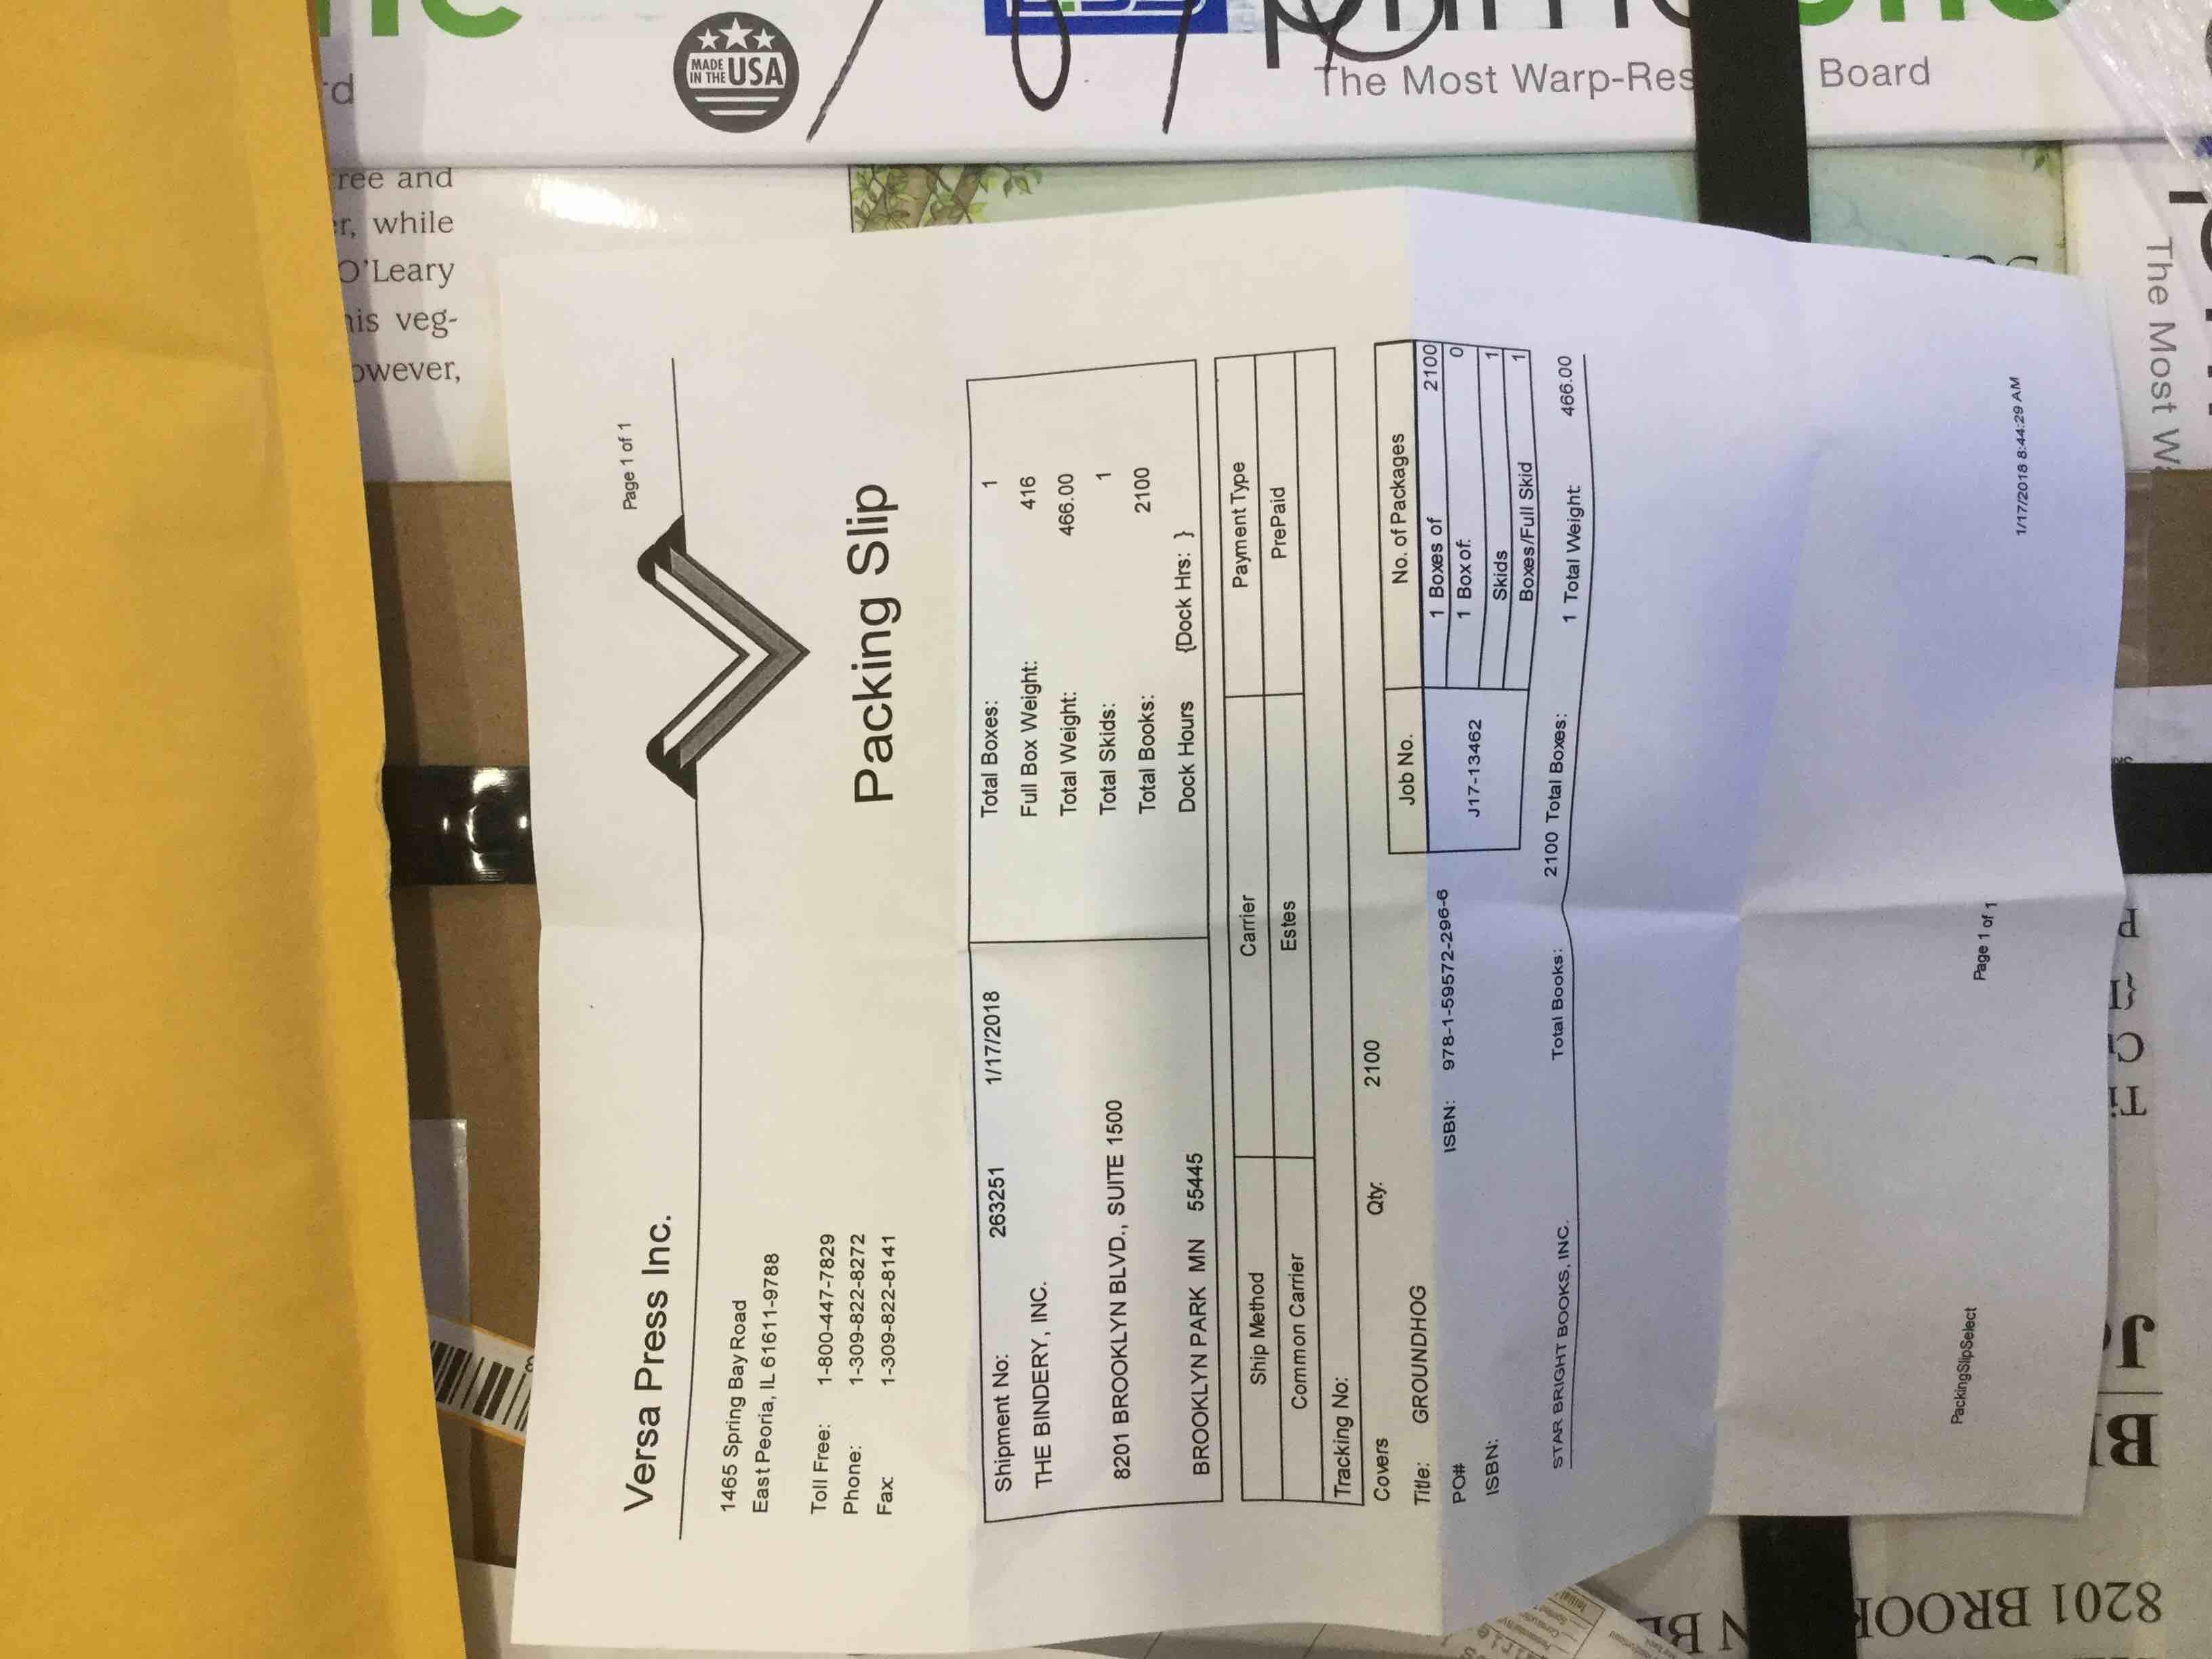 Versa Press Inc.
Page 1 of 1
1465 Spring Bay Road
East Peoria, IL 61611-9788
Toll Free: 1-800-447-7829
Phone: 1-309-822-8272
Fax: 1-309-822-8141
Packing Slip
Shipment No: 263251 1/17/2018
THE BINDERY, INC.
8201 BROOKLYN BLVD., SUITE 1500
BROOKLYN PARK MN 55445
Total Boxes: 1
Full Box Weight: 416
Total Weight: 466.00
Total Skids: 1
Total Books: 2100
Dock Hours {Dock Hrs: }
Ship Method Carrier Payment Type
Common Carrier Estes PrePaid
Tracking No:
Covers Qty: 2100
Title: GROUNDHOG
PO# ISBN: 978-1-59572-296-6
ISBN:
Job No. No. of Packages
J17-13462
1 Boxes of 2100
1 Box of: 0
Skids 1
Boxes/Full Skid 1
STAR BRIGHT BOOKS, INC. Total Books: 2100 Total Boxes: 1 Total Weight: 466.00
PackingSlipSelect Page 1 of 1 1/17/2018 8:44:29 AM
MADE
IN THE USA
The Most Warp-Res
Board
ree and
r, while
O'Leary
is veg-
owever,
The Most W
8201 BROOK
N BL